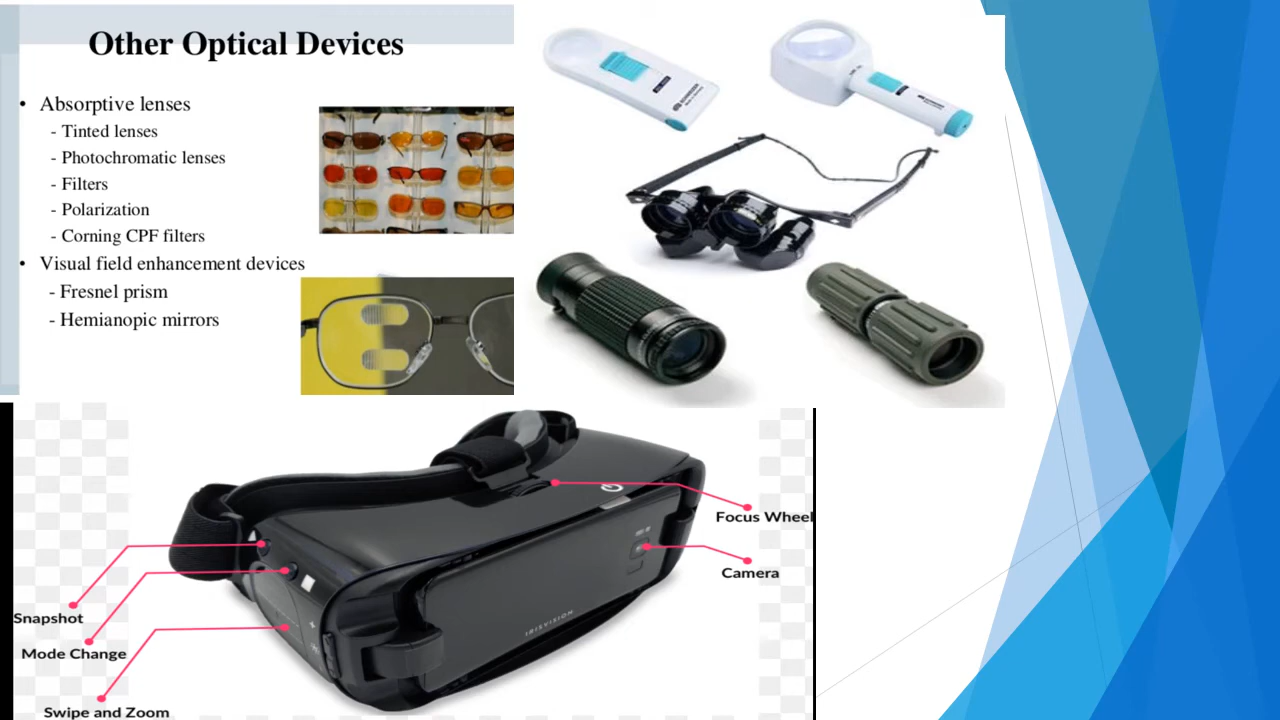 Other Optical Devices
• Absorptive lenses
- Tinted lenses
- Photochromatic lenses
- Filters
- Polarization
- Corning CPF filters
• Visual field enhancement devices
- Fresnel prism
- Hemianopic mirrors
Focus Wheel
Camera
Snapshot
Mode Change
Swipe and Zoom
IRISVISION